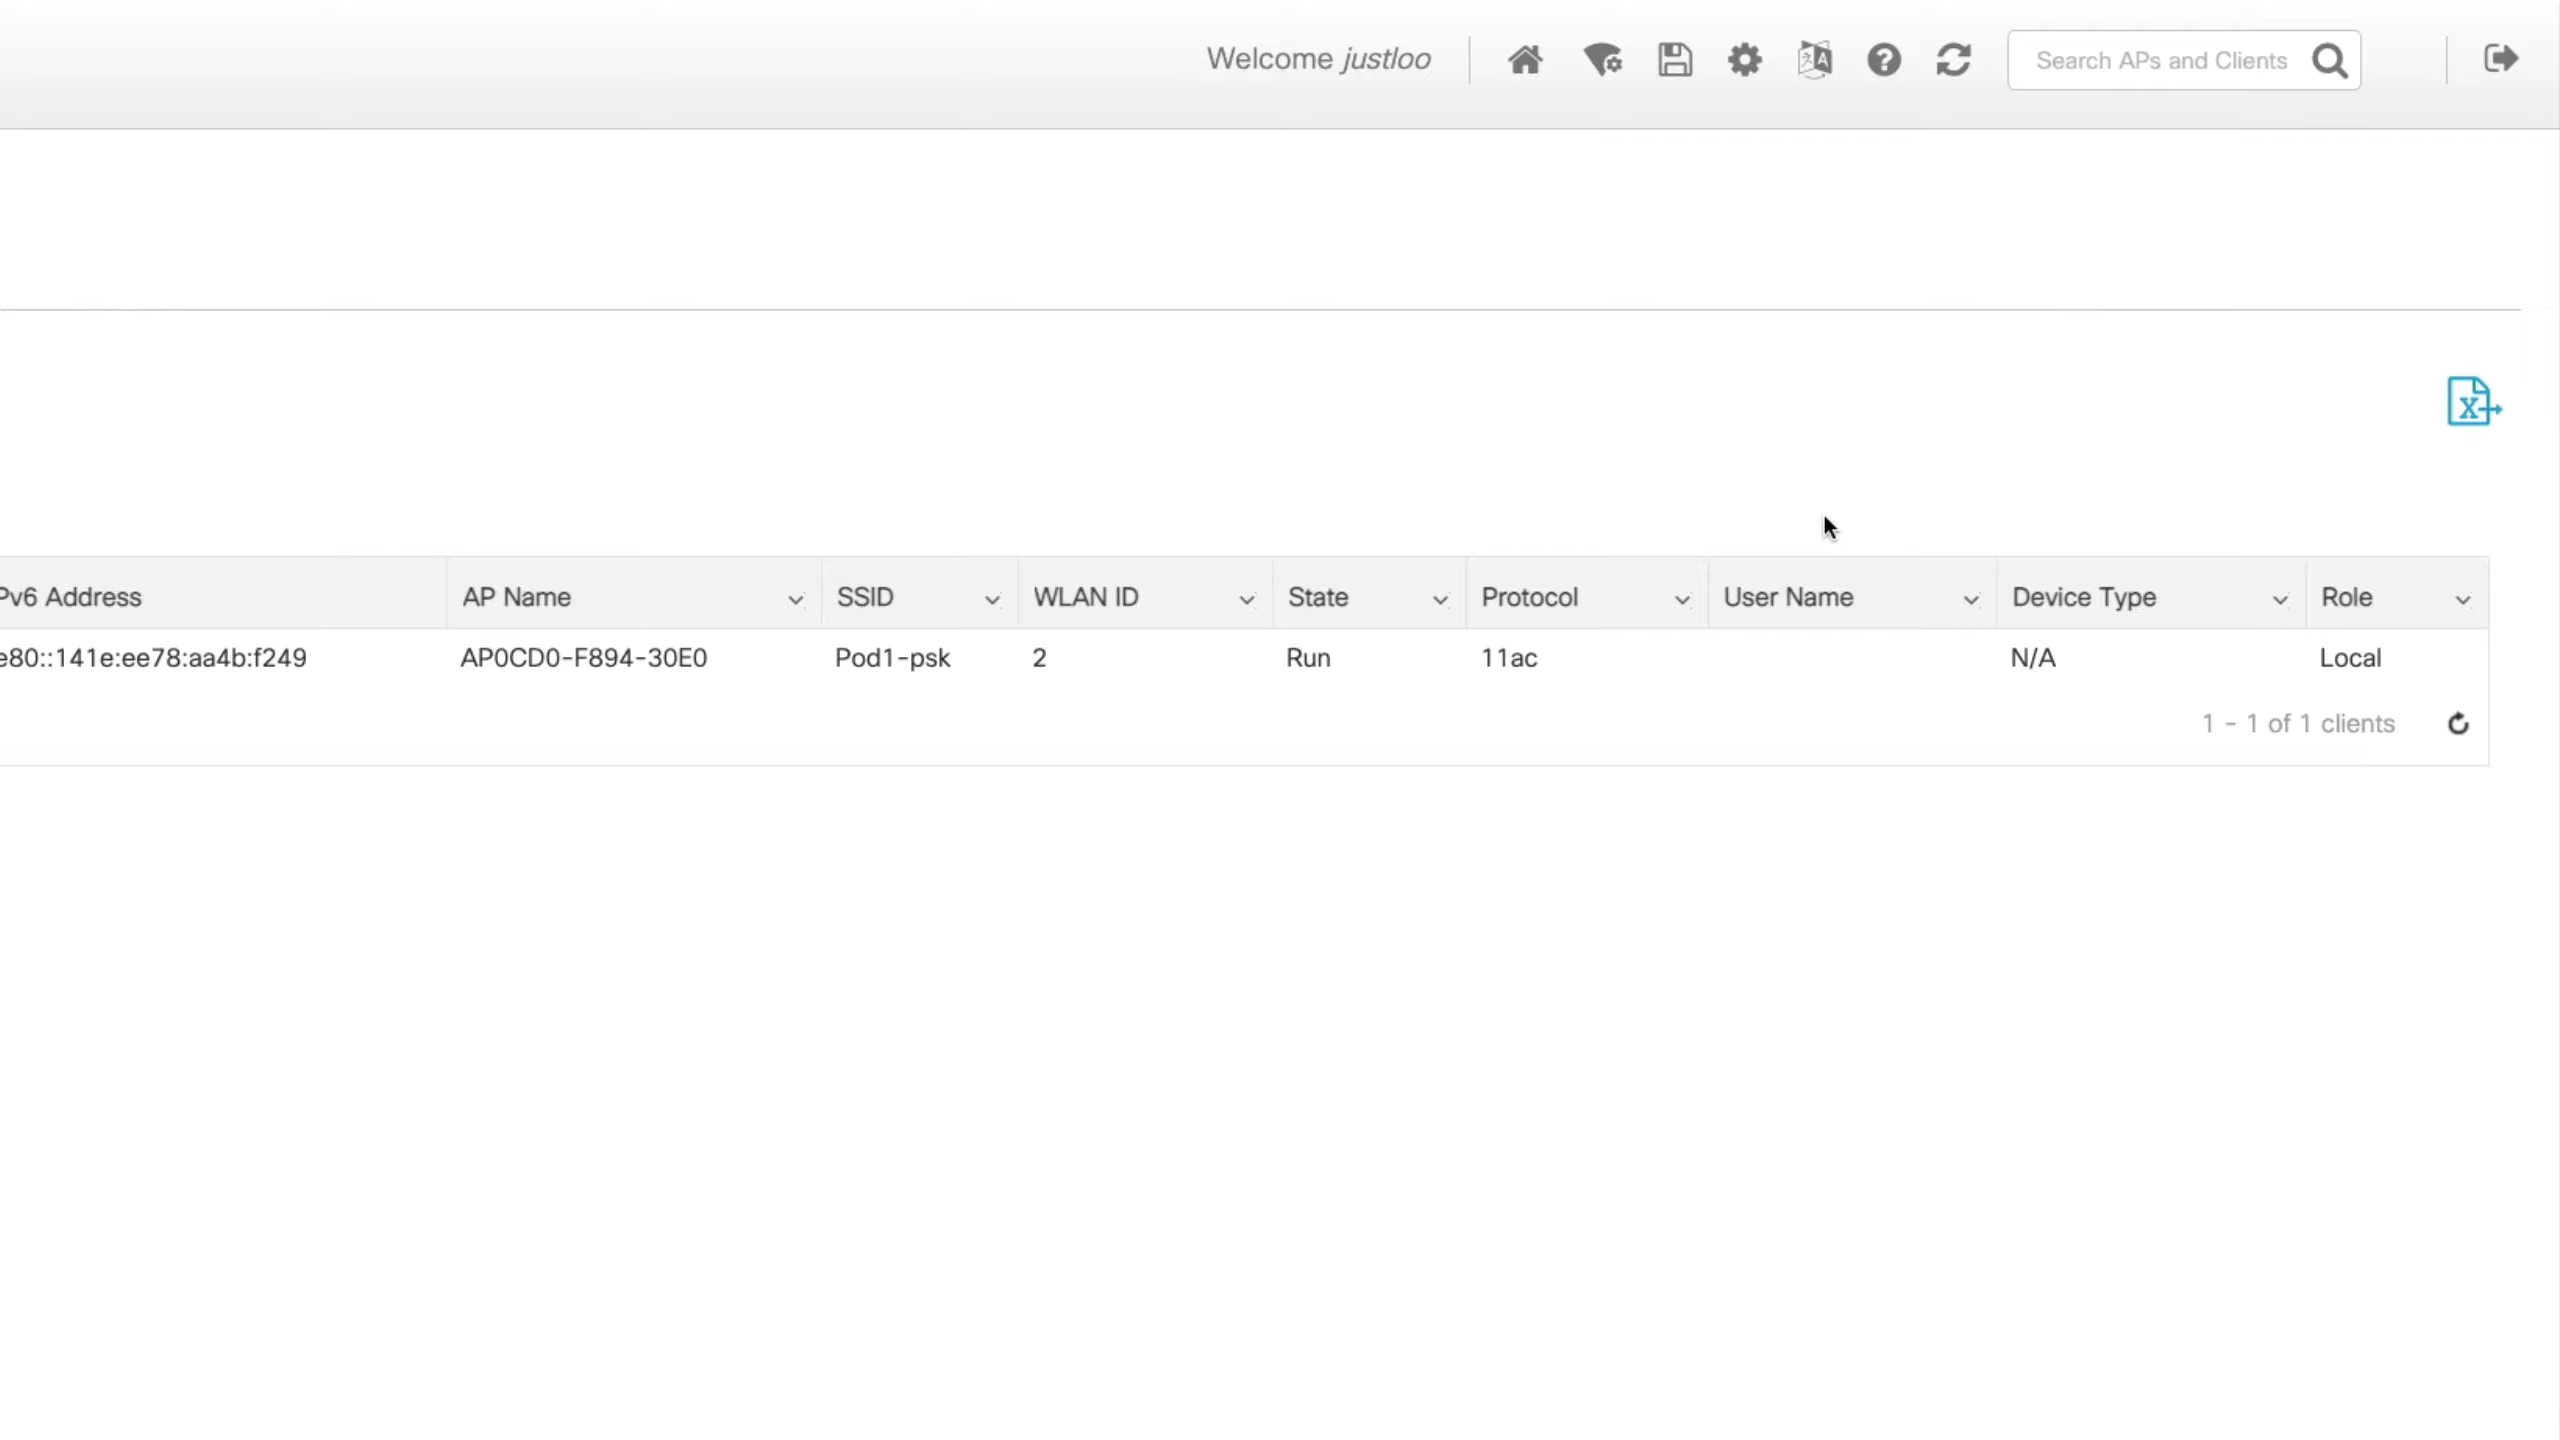 Welcome justloo
Search APs and Clients
Pv6 Address AP Name SSID WLAN ID State Protocol User Name Device Type Role
e80::141e:ee78:aa4b:f249 AP0CD0-F894-30E0 Pod1-psk 2 Run 11ac N/A Local
1 - 1 of 1 clients